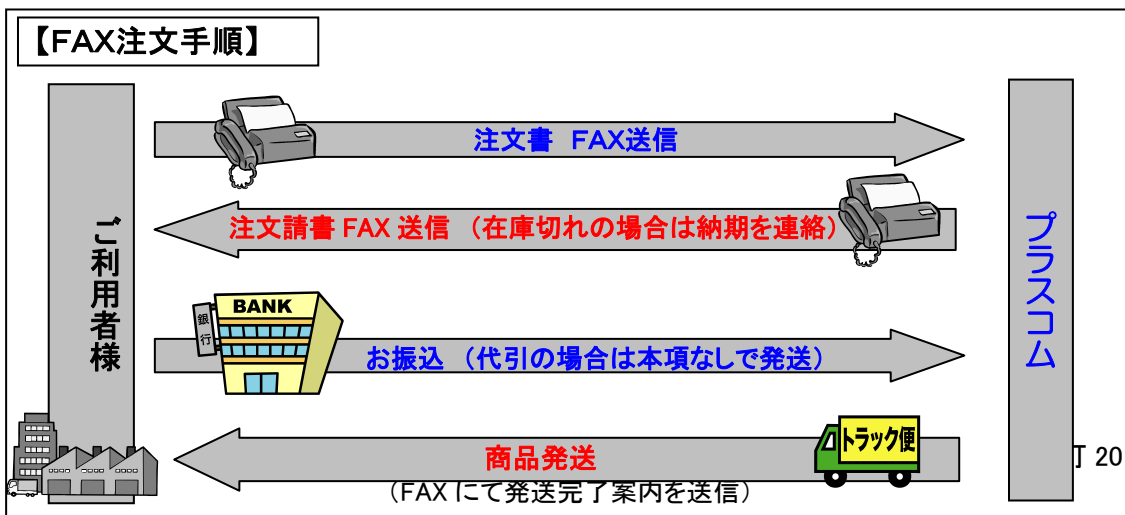 【FAX注文手順】
注文書 FAX送信
注文請書 FAX 送信 (在庫切れの場合は納期を連絡)
ご利用者様
プラスコム
BANK
銀行
お振込 (代引の場合は本項なしで発送)
トラック便
商品発送
(FAX にて発送完了案内を送信)
20